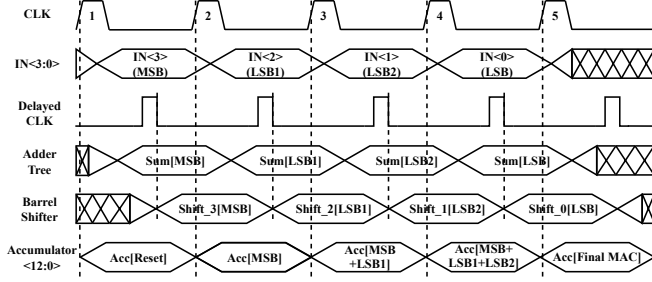 CLK 1 2 3 4 5
IN<3:0> IN<3> IN<2> IN<1> IN<0>
(MSB) (LSB1) (LSB2) (LSB)
Delayed
CLK
Adder
Tree
Sum[MSB] Sum[LSB1] Sum[LSB2] Sum[LSB]
Barrel
Shifter
Shift_3[MSB] Shift_2[LSB1] Shift_1[LSB2] Shift_0[LSB]
Accumulator
<12:0>
Acc[Reset] Acc[MSB] Acc[MSB
+LSB1] Acc[MSB+
LSB1+LSB2] Acc[Final MAC]